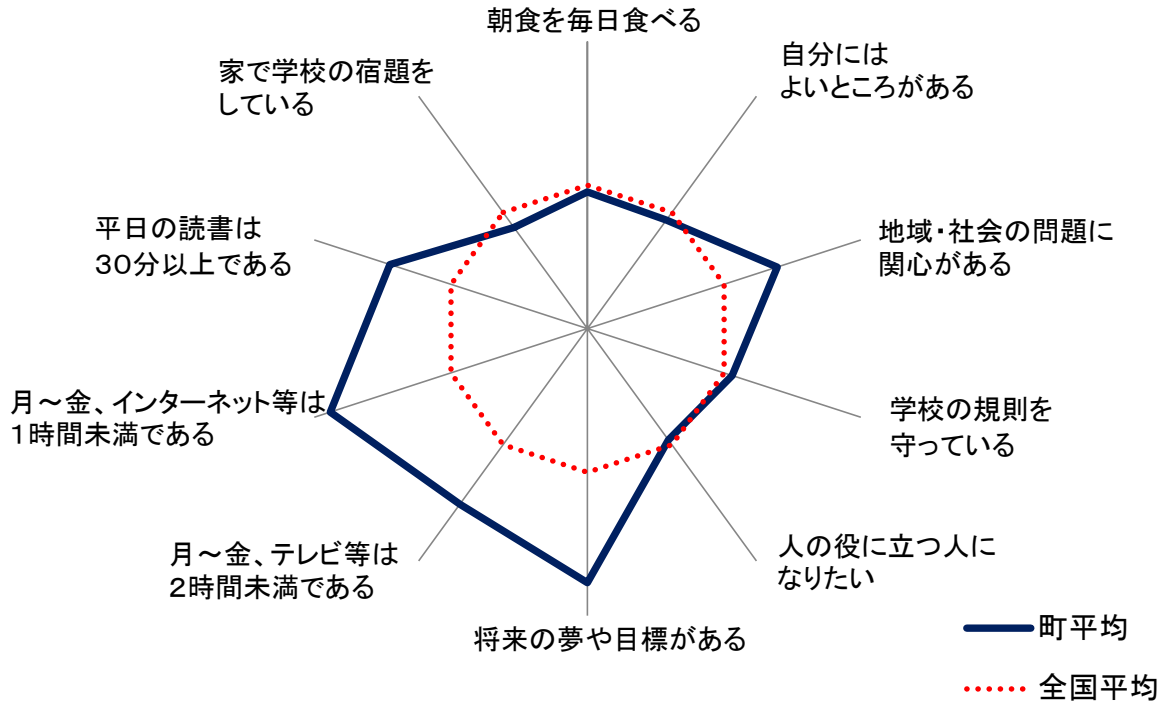 朝食を毎日食べる
自分には
よいところがある
地域・社会の問題に
関心がある
学校の規則を
守っている
人の役に立つ人に
なりたい
将来の夢や目標がある
月～金、テレビ等は
２時間未満である
月～金、インターネット等は
１時間未満である
平日の読書は
３０分以上である
家で学校の宿題を
している
町平均
全国平均